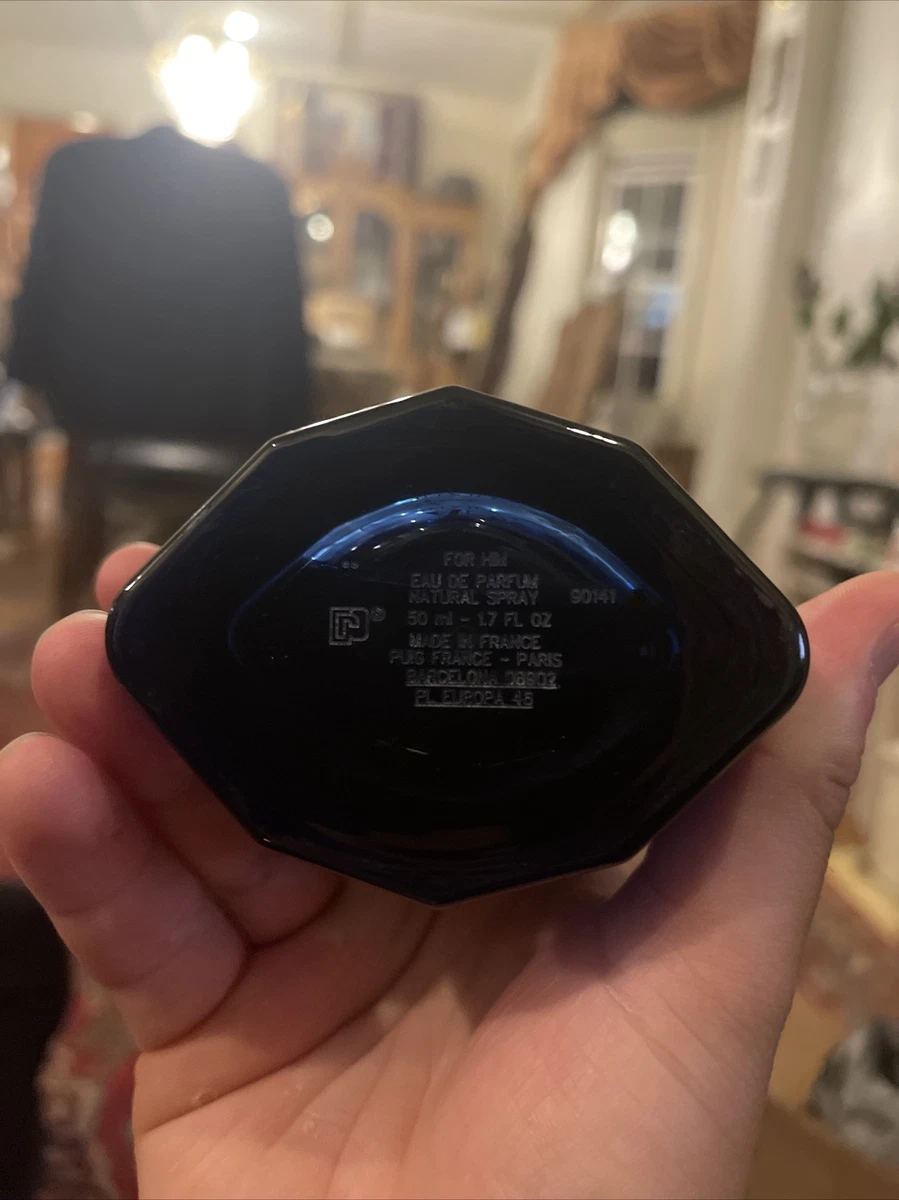 FOR HIM
EAU DE PARFUM
NATURAL SPRAY 90141
50 ml - 1.7 FL OZ
MADE IN FRANCE
PUIG FRANCE - PARIS
BARCELONA 08902
PL EUROPA 46